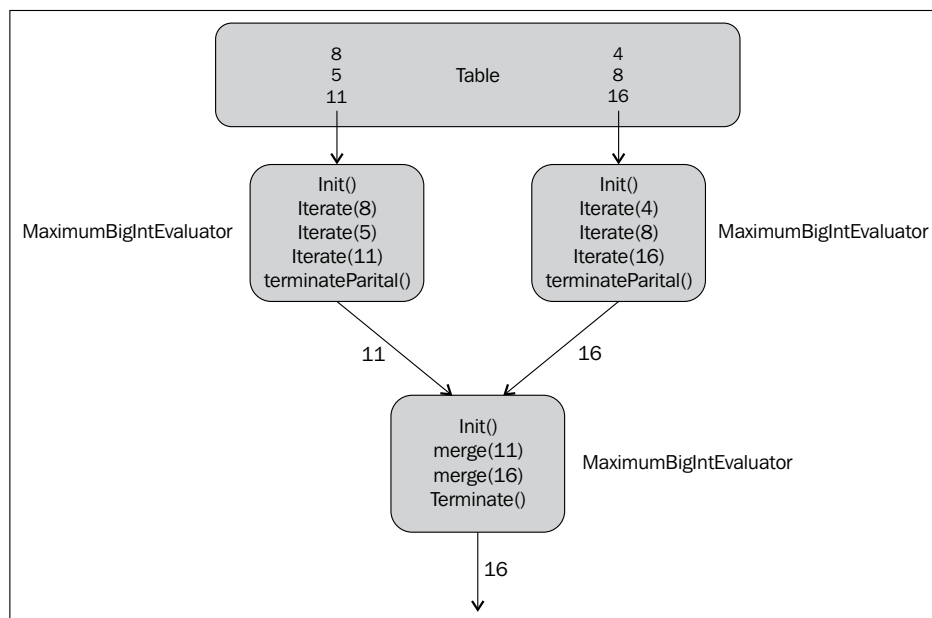 8
5
11
Table
4
8
16
MaximumBigIntEvaluator
Init()
Iterate(8)
Iterate(5)
Iterate(11)
terminateParital()
Init()
Iterate(4)
Iterate(8)
Iterate(16)
terminateParital()
MaximumBigIntEvaluator
11
16
Init()
merge(11)
merge(16)
Terminate()
MaximumBigIntEvaluator
16